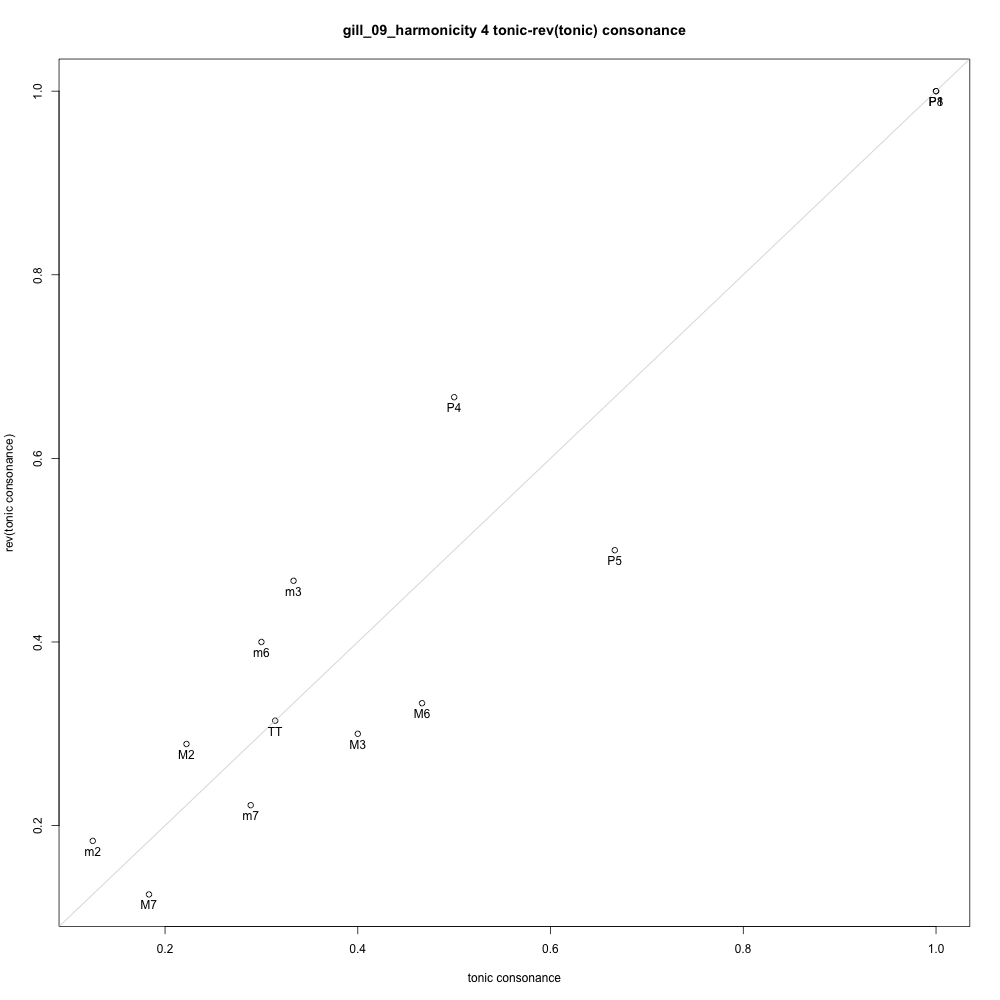 gill_09_harmonicity 4 tonic-rev(tonic) consonance
1.0
P1
P8
0.8
P4
0.6
rev(tonic consonance)
P5
m3
0.4
m6
M6
TT
M3
M2
m7
0.2
m2
M7
0.2 0.4 0.6 0.8 1.0
tonic consonance